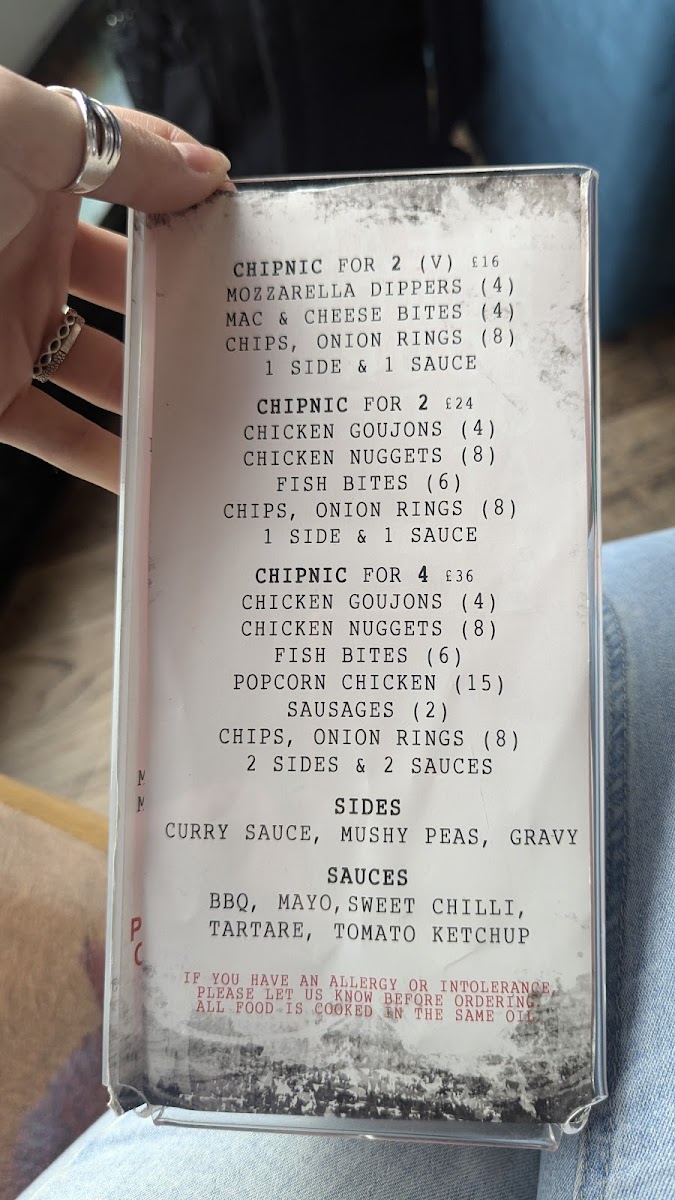 CHIPNIC FOR 2 (V) £16
MOZZARELLA DIPPERS (4)
MAC & CHEESE BITES (4)
CHIPS, ONION RINGS (8)
1 SIDE & 1 SAUCE
CHIPNIC FOR 2 £24
CHICKEN GOUJONS (4)
CHICKEN NUGGETS (8)
FISH BITES (6)
CHIPS, ONION RINGS (8)
1 SIDE & 1 SAUCE
CHIPNIC FOR 4 £36
CHICKEN GOUJONS (4)
CHICKEN NUGGETS (8)
FISH BITES (6)
POPCORN CHICKEN (15)
SAUSAGES (2)
CHIPS, ONION RINGS (8)
2 SIDES & 2 SAUCES
SIDES
CURRY SAUCE, MUSHY PEAS, GRAVY
SAUCES
BBQ, MAYO, SWEET CHILLI,
TARTARE, TOMATO KETCHUP
IF YOU HAVE AN ALLERGY OR INTOLERANCE,
PLEASE LET US KNOW BEFORE ORDERING.
ALL FOOD IS COOKED IN THE SAME OIL